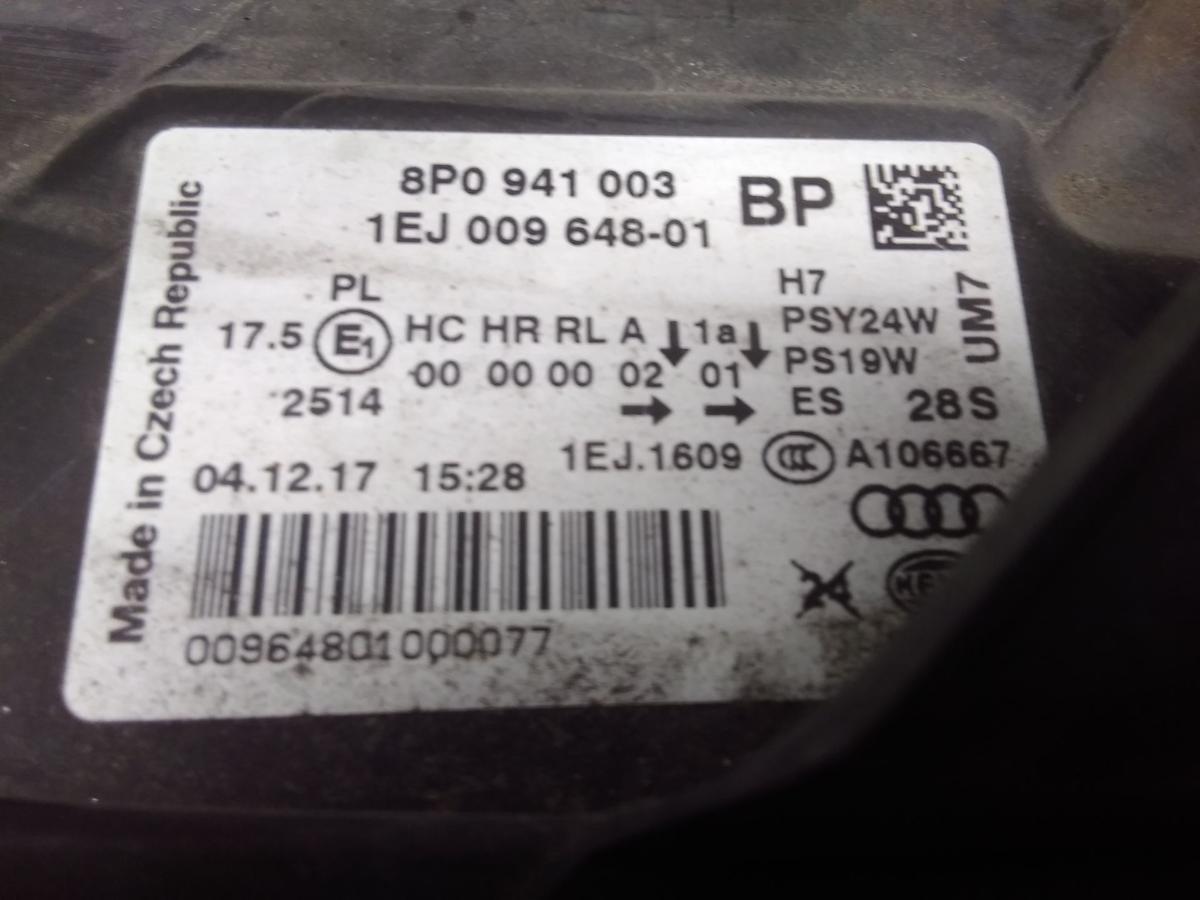 8P0 941 003 BP
1EJ 009 648-01
PL H7
17.5 E1 HC HR RL A 1a PSY24W UM7
00 00 00 02 01 PS19W
2514 → → ES 28S
1EJ.1609 CCC A106667
04.12.17 15:28
24
00964801000077
Made in Czech Republic